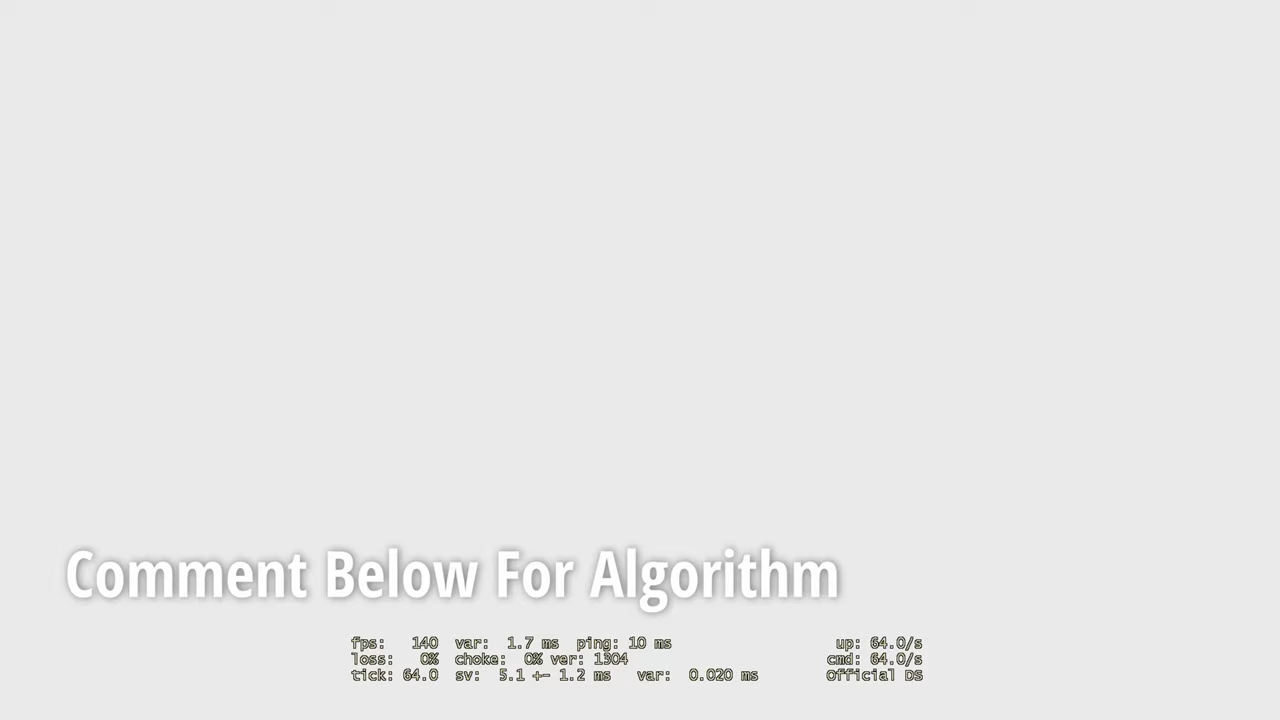 Comment Below For Algorithm
fps: 140 var: 1.7 ms ping: 10 ms up: 64.0/s
loss: 0% choke: 0% ver: 1304 cmd: 64.0/s
tick: 64.0 sv: 5.1 +- 1.2 ms var: 0.020 ms Official DS